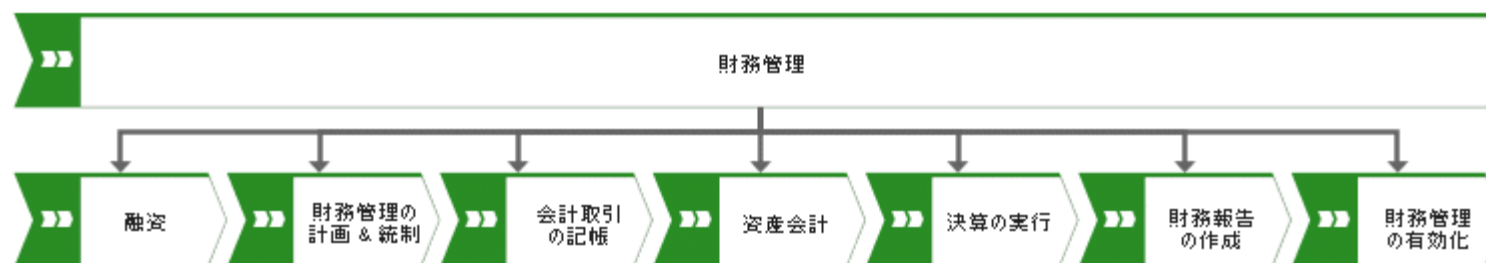 財務管理
融資
財務管理の
計画 & 統制
会計取引
の記帳
資産会計
決算の実行
財務報告
の作成
財務管理
の有効化